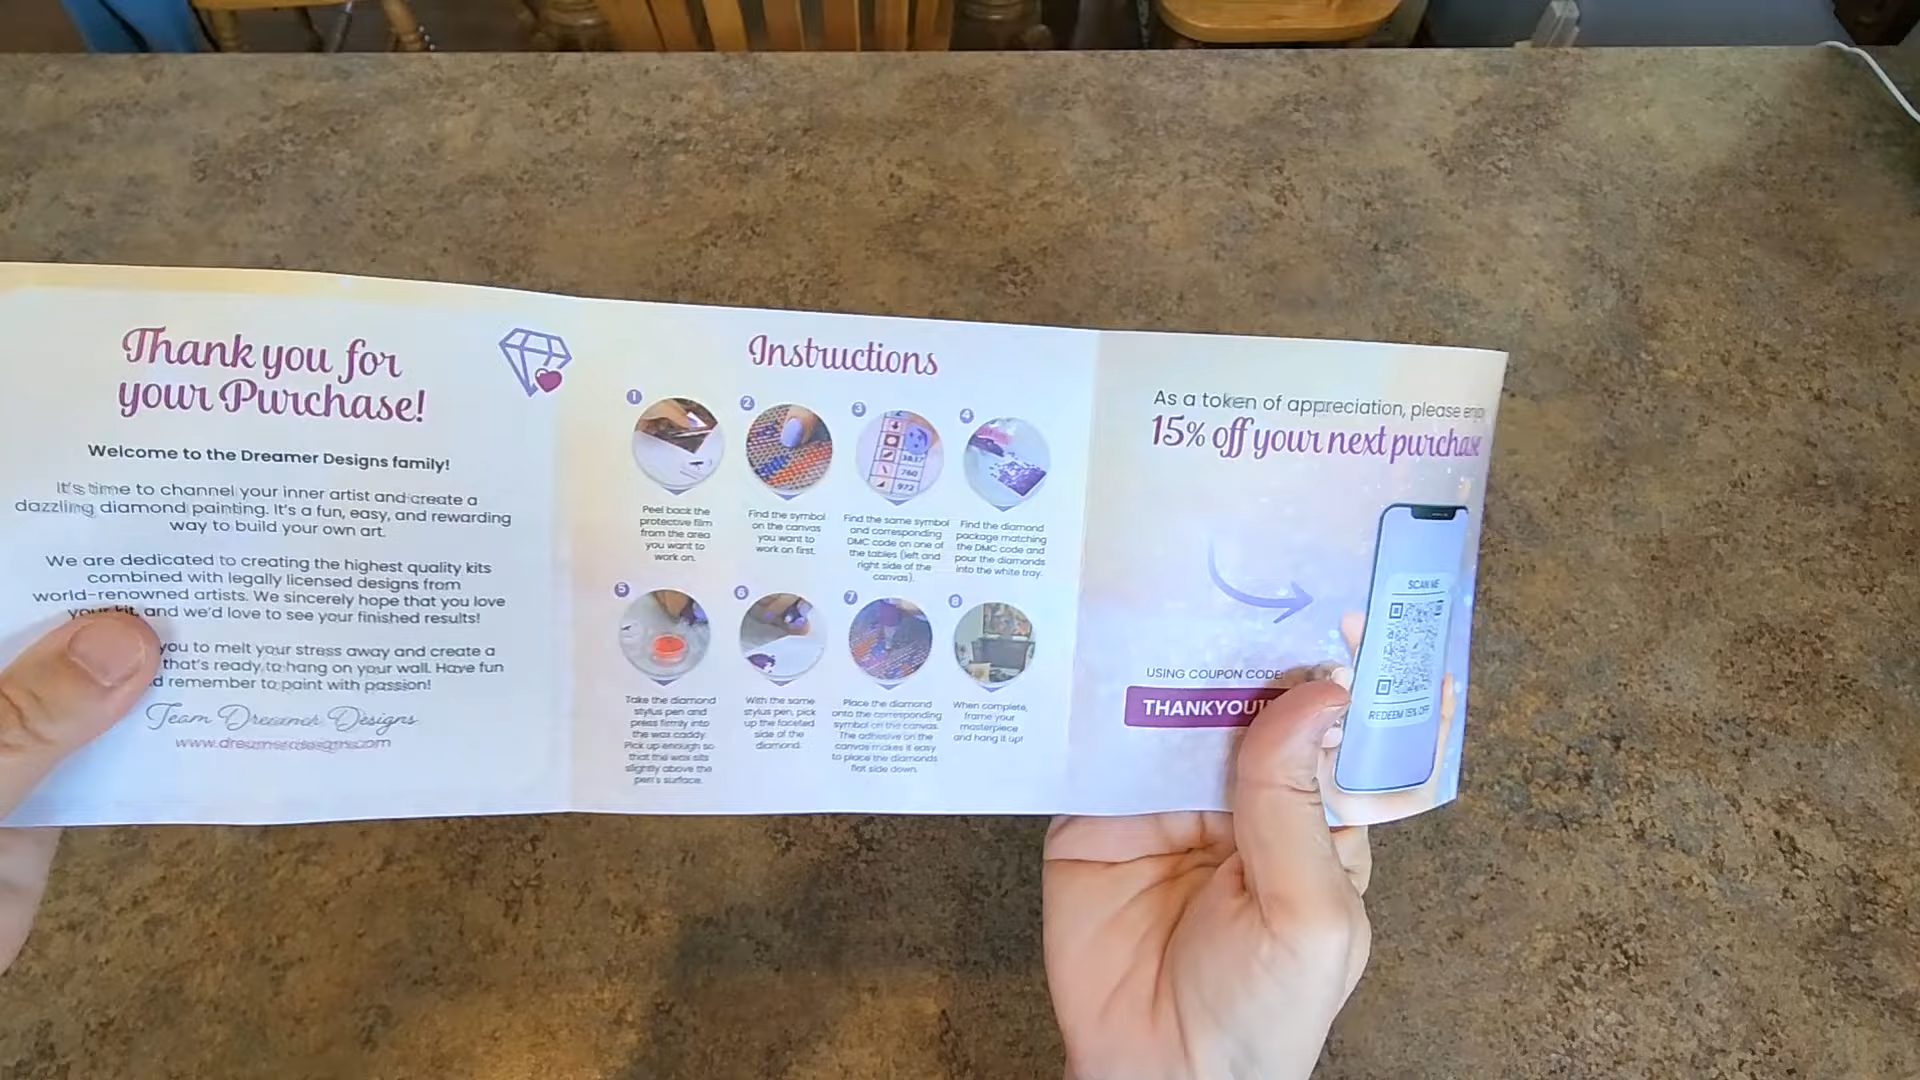 Thank you for
your Purchase!
Welcome to the Dreamer Designs family!
It's time to channel your inner artist and create a
dazzling diamond painting. It's a fun, easy, and rewarding
way to build your own art.
We are dedicated to creating the highest quality kits
combined with legally licensed designs from
world-renowned artists. We sincerely hope that you love
your kit, and we'd love to see your finished results!
you to melt your stress away and create a
that's ready to hang on your wall. Have fun
remember to paint with passion!
Team Dreamer Designs
www.dreamerdesigns.com
Instructions
1
Peel back the
protective film
from the area
you want to
work on.
2
Find the symbol
on the canvas
you want to
work on first.
3
3837
760
972
Find the same symbol
and corresponding
DMC code on one of
the tables (left and
right side of the
canvas).
4
Find the diamond
package matching
the DMC code and
pour the diamonds
into the white tray.
5
Take the diamond
stylus pen and
press firmly into
the wax caddy.
Pick up enough so
that the wax sits
slightly above the
pen's surface.
6
With the same
stylus pen, pick
up the faceted
side of the
diamond.
7
Place the diamond
onto the corresponding
symbol on the canvas.
The adhesive on the
canvas makes it easy
to place the diamonds
flat side down.
8
When complete,
frame your
masterpiece
and hang it up!
As a token of appreciation, please
15% off your next purchase
SCAN ME
REDEEM 15% OFF
USING COUPON CODE:
THANKYOU